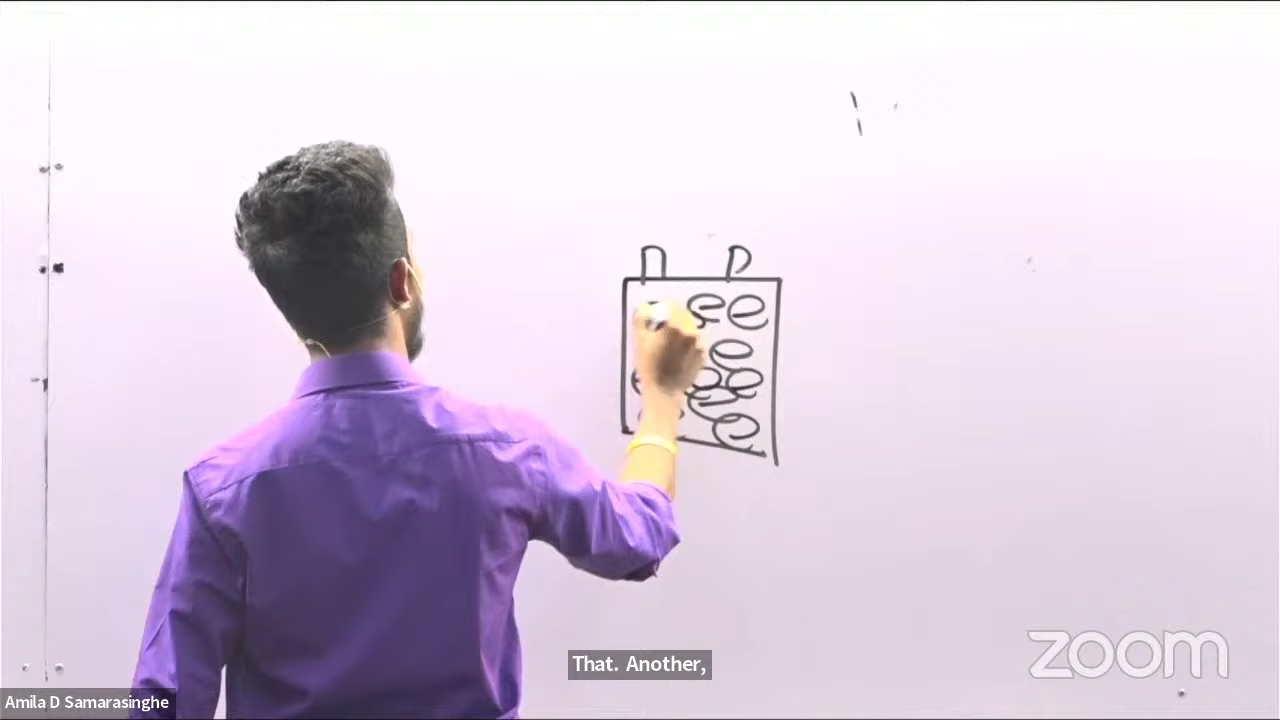 n P
e e e
e
e e e
e
That. Another,
zoom
Amila D Samarasinghe